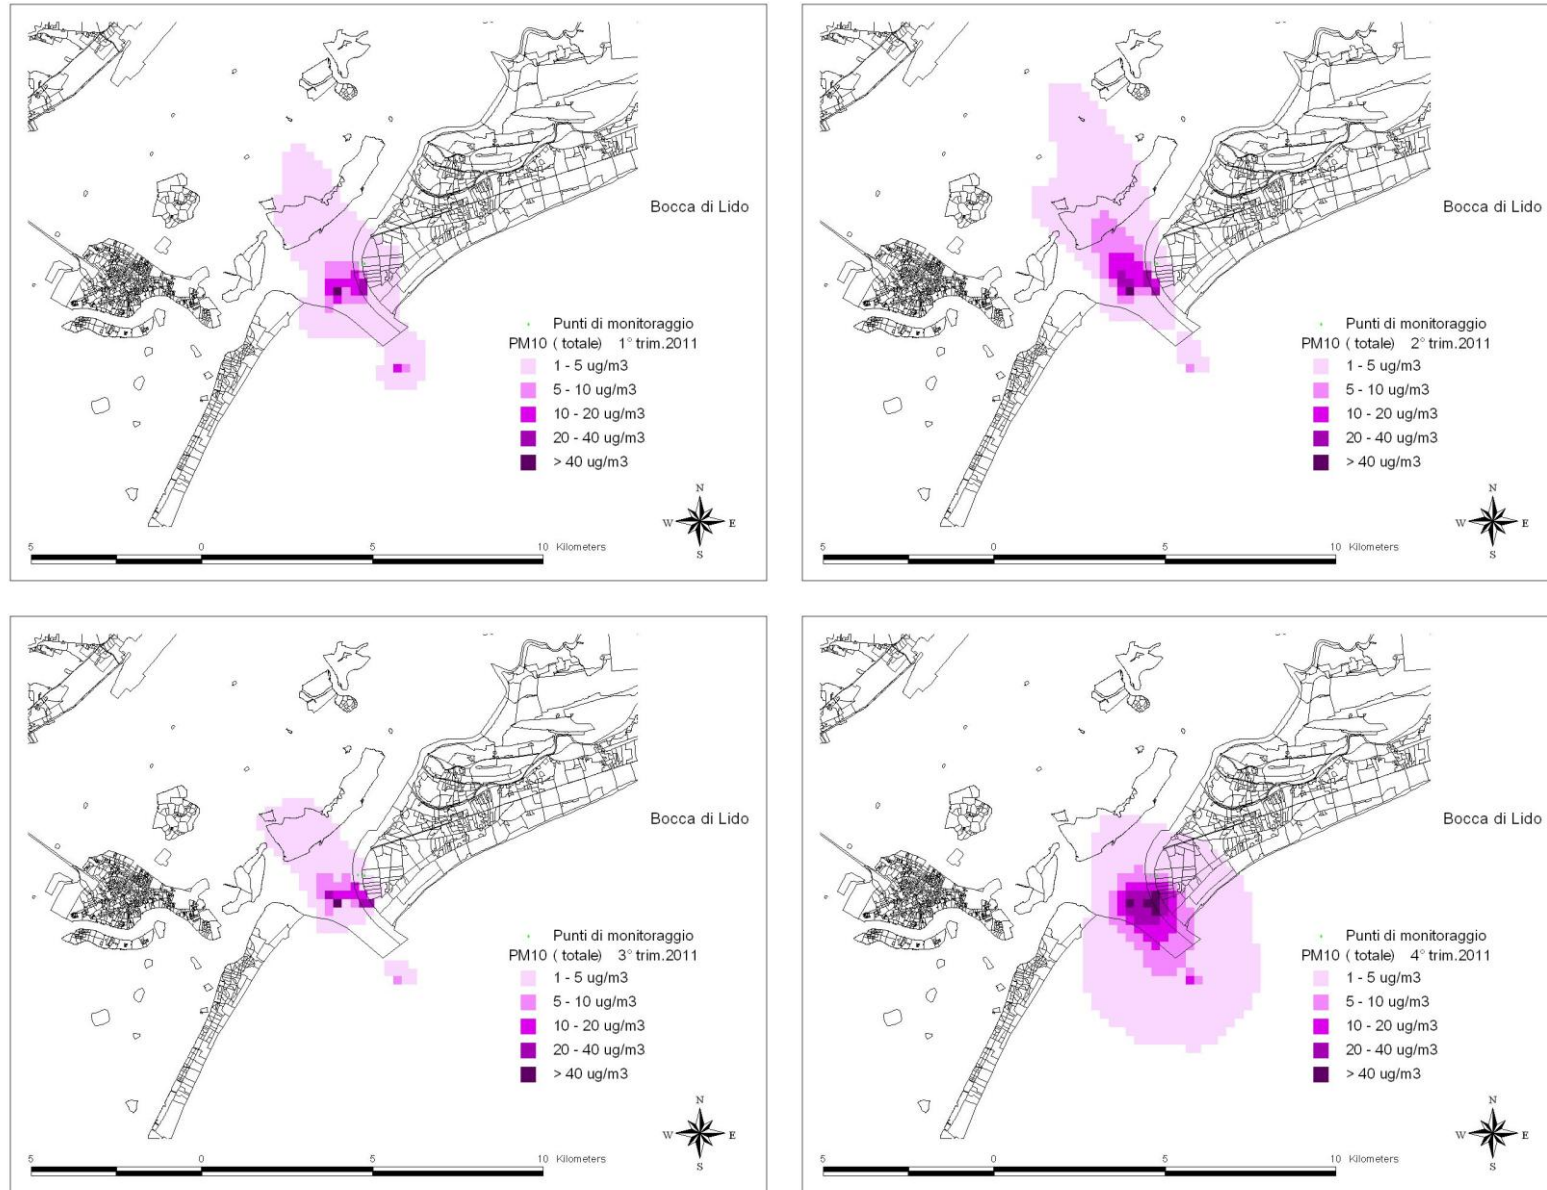 Bocca di Lido
Punti di monitoraggio
PM10 ( totale) 1° trim.2011
1 - 5 ug/m3
5 - 10 ug/m3
10 - 20 ug/m3
20 - 40 ug/m3
> 40 ug/m3
N
W E
S
5 0 5 10 Kilometers
Bocca di Lido
Punti di monitoraggio
PM10 ( totale) 2° trim.2011
1 - 5 ug/m3
5 - 10 ug/m3
10 - 20 ug/m3
20 - 40 ug/m3
> 40 ug/m3
N
W E
S
5 0 5 10 Kilometers
Bocca di Lido
Punti di monitoraggio
PM10 ( totale) 3° trim.2011
1 - 5 ug/m3
5 - 10 ug/m3
10 - 20 ug/m3
20 - 40 ug/m3
> 40 ug/m3
N
W E
S
5 0 5 10 Kilometers
Bocca di Lido
Punti di monitoraggio
PM10 ( totale) 4° trim.2011
1 - 5 ug/m3
5 - 10 ug/m3
10 - 20 ug/m3
20 - 40 ug/m3
> 40 ug/m3
N
W E
S
5 0 5 10 Kilometers